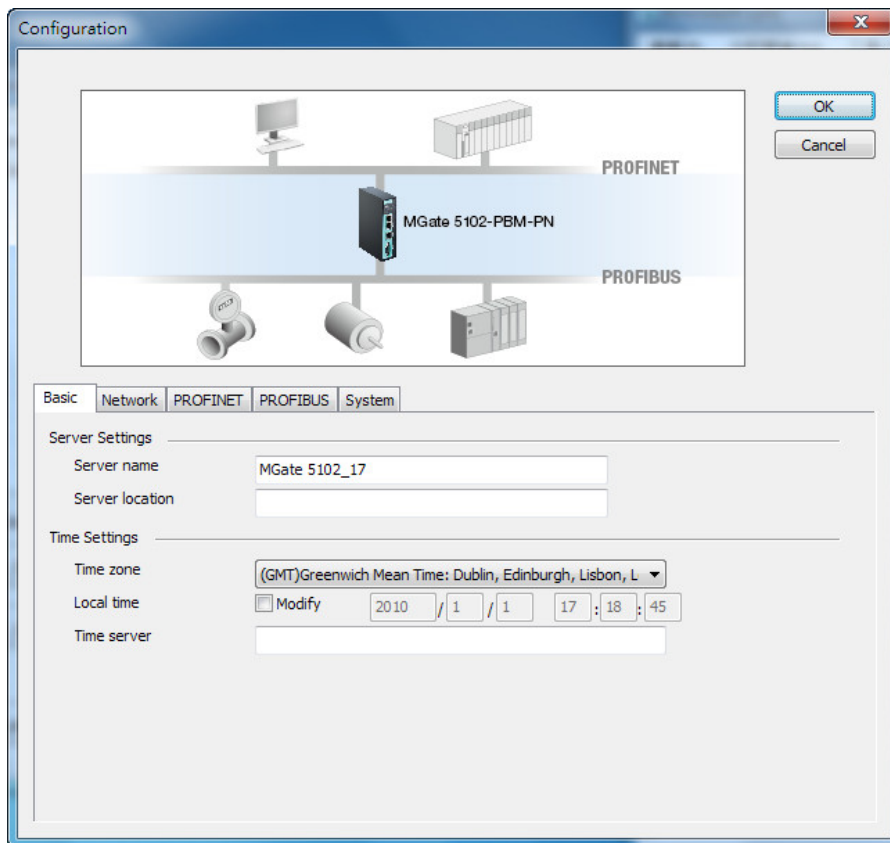 Configuration
OK
Cancel
PROFINET
MGate 5102-PBM-PN
PROFIBUS
Basic Network PROFINET PROFIBUS System
Server Settings
Server name MGate 5102_17
Server location
Time Settings
Time zone (GMT)Greenwich Mean Time: Dublin, Edinburgh, Lisbon, L
Local time Modify 2010 / 1 / 1 17 : 18 : 45
Time server